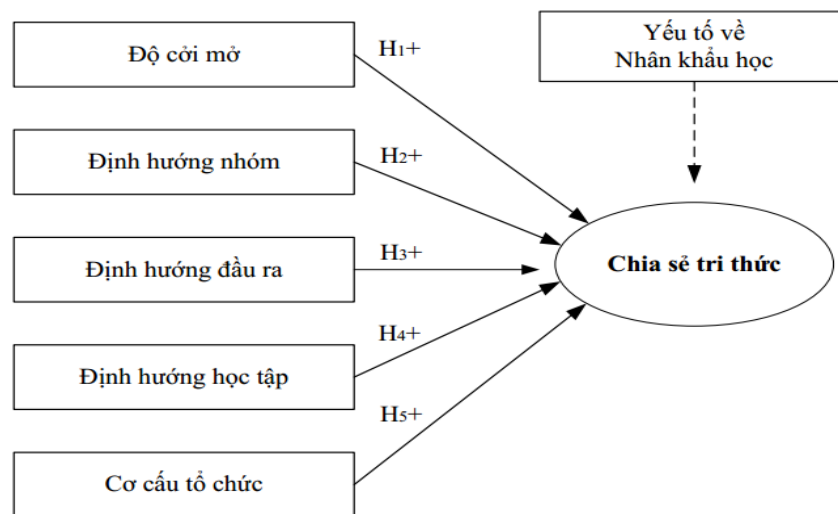 Độ cởi mở
H1+
Yếu tố về
Nhân khẩu học
Định hướng nhóm
H2+
Định hướng đầu ra
H3+
Chia sẻ tri thức
Định hướng học tập
H4+
Cơ cấu tổ chức
H5+